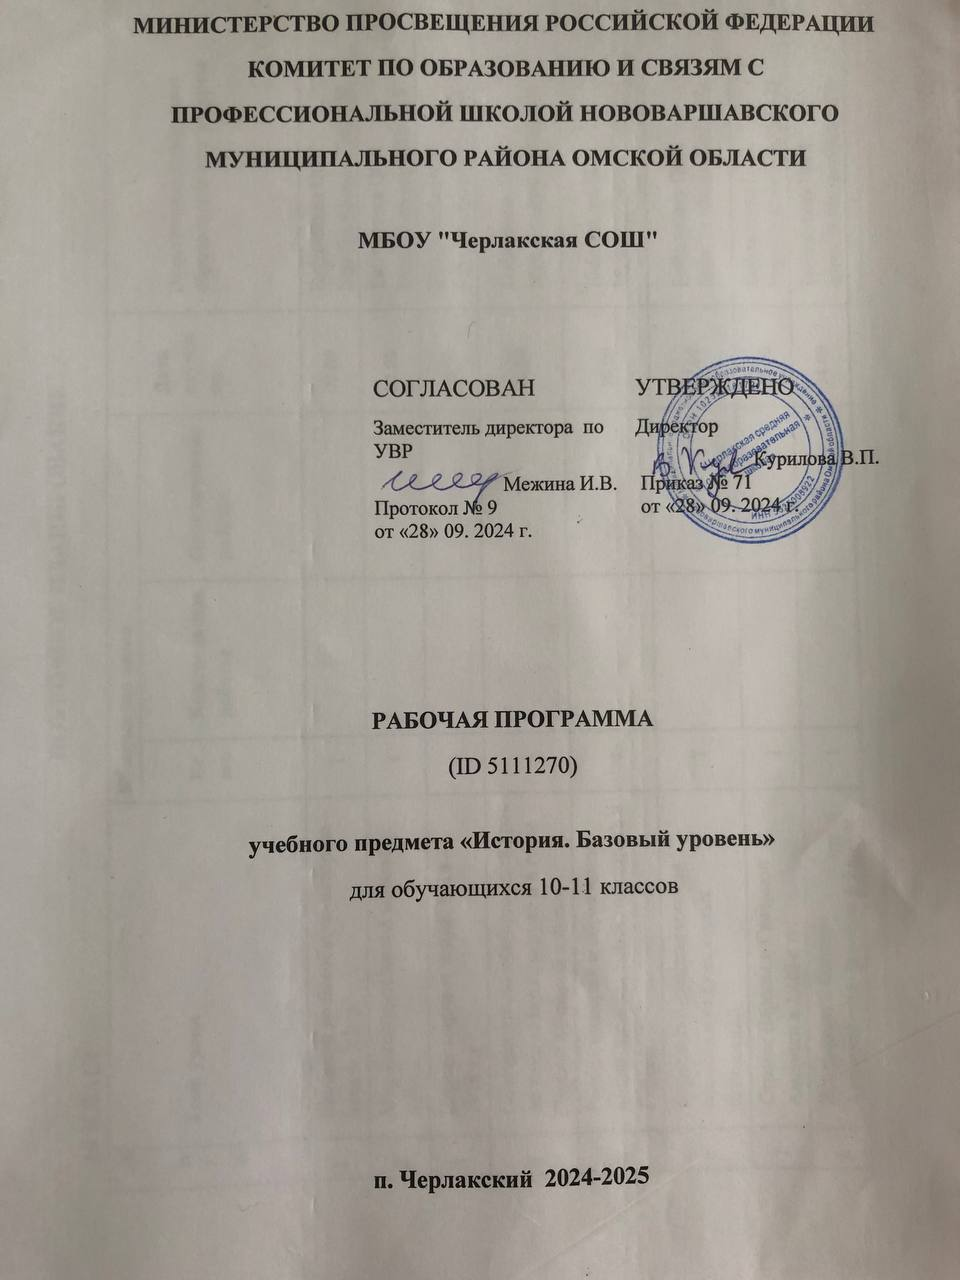 МИНИСТЕРСТВО ПРОСВЕЩЕНИЯ РОССИЙСКОЙ ФЕДЕРАЦИИ
КОМИТЕТ ПО ОБРАЗОВАНИЮ И СВЯЗЯМ С
ПРОФЕССИОНАЛЬНОЙ ШКОЛОЙ НОВОВАРШАВСКОГО
МУНИЦИПАЛЬНОГО РАЙОНА ОМСКОЙ ОБЛАСТИ
МБОУ "Черлакская СОШ"
СОГЛАСОВАН
Заместитель директора по
УВР
Межина И.В.
Протокол № 9
от «28» 09. 2024 г.
УТВЕРЖДЕНО
Директор
Курилова В.П.
Приказ № 71
от «28» 09. 2024 г.
Черлакская средняя
РАБОЧАЯ ПРОГРАММА
(ID 5111270)
учебного предмета «История. Базовый уровень»
для обучающихся 10-11 классов
п. Черлакский 2024-2025